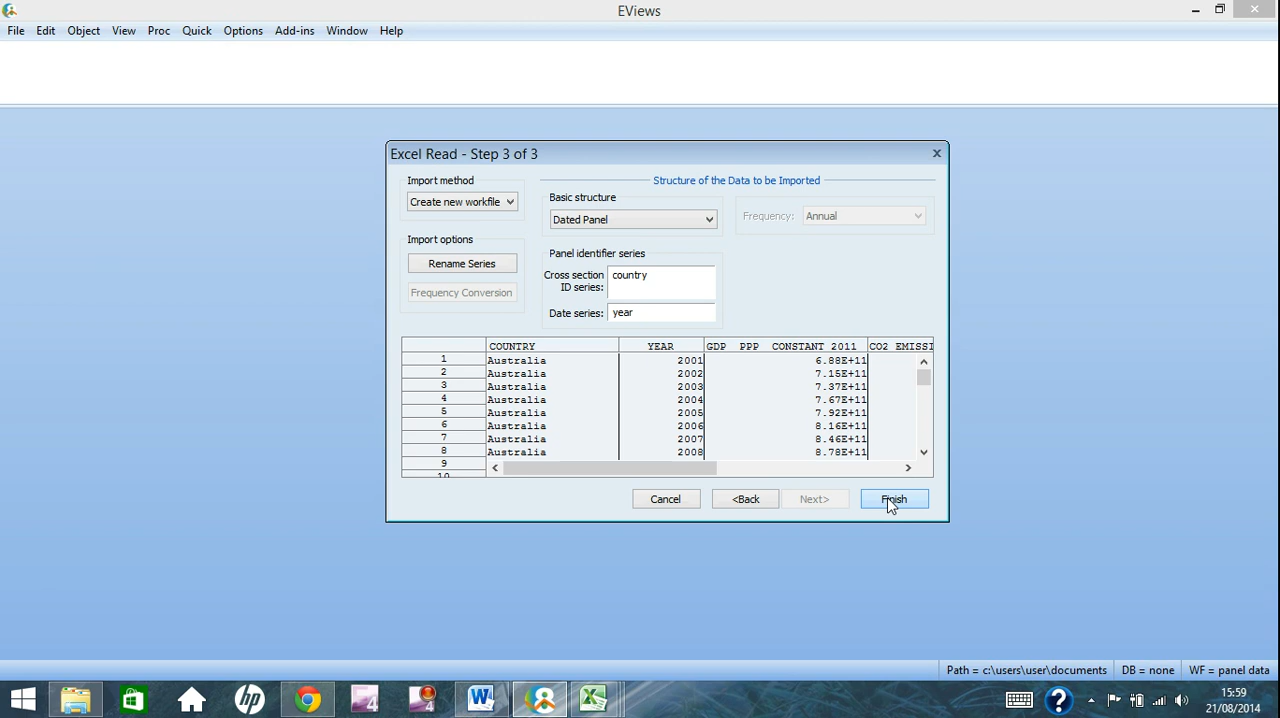 EViews
File Edit Object View Proc Quick Options Add-ins Window Help
Excel Read - Step 3 of 3
Import method
Create new workfile
Import options
Rename Series
Frequency Conversion
Structure of the Data to be Imported
Basic structure
Dated Panel
Frequency: Annual
Panel identifier series
Cross section ID series: country
Date series: year
COUNTRY YEAR GDP PPP CONSTANT 2011 CO2 EMISSI
1 Australia 2001 6.88E+11
2 Australia 2002 7.15E+11
3 Australia 2003 7.37E+11
4 Australia 2004 7.67E+11
5 Australia 2005 7.92E+11
6 Australia 2006 8.16E+11
7 Australia 2007 8.46E+11
8 Australia 2008 8.78E+11
9
10
Cancel <Back Next> Finish
Path = c:\users\user\documents DB = none WF = panel data
15:59
21/08/2014